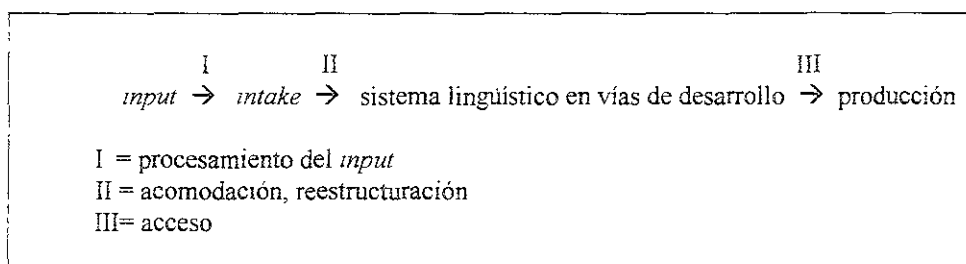 I II III
input → intake → sistema lingüístico en vías de desarrollo → producción
I = procesamiento del input
II = acomodación, reestructuración
III= acceso